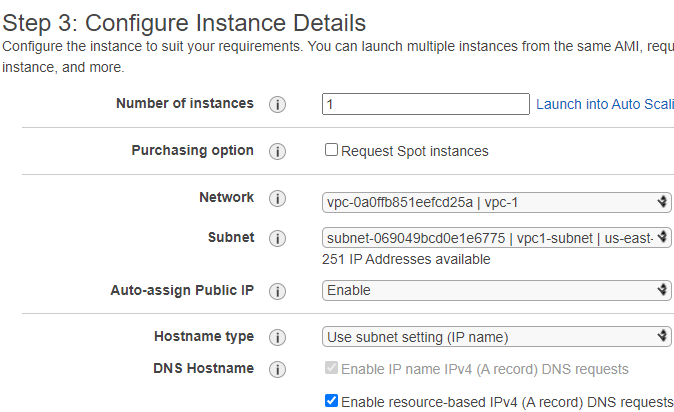 Step 3: Configure Instance Details
Configure the instance to suit your requirements. You can launch multiple instances from the same AMI, requ
instance, and more.
Number of instances i 1 Launch into Auto Scali
Purchasing option i Request Spot instances
Network i vpc-0a0ffb851eefcd25a | vpc-1
Subnet i subnet-069049bcd0e1e6775 | vpc1-subnet | us-east-
251 IP Addresses available
Auto-assign Public IP i Enable
Hostname type i Use subnet setting (IP name)
DNS Hostname i Enable IP name IPv4 (A record) DNS requests
Enable resource-based IPv4 (A record) DNS requests